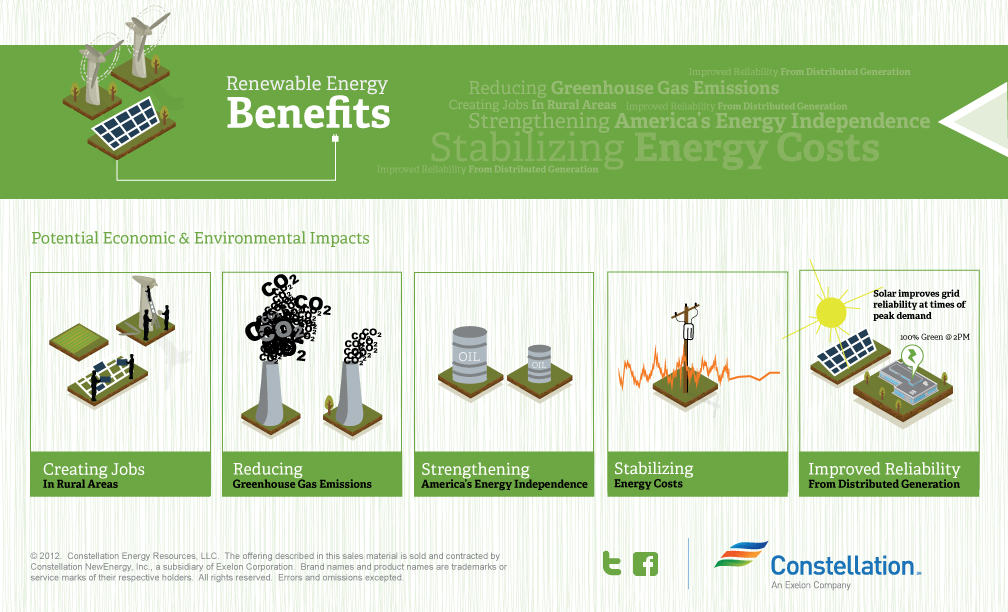 Renewable Energy
Benefits
Improved Reliability From Distributed Generation
Reducing Greenhouse Gas Emissions
Creating Jobs In Rural Areas Improved Reliability From Distributed Generation
Strengthening America's Energy Independence
Stabilizing Energy Costs
Improved Reliability From Distributed Generation
Potential Economic & Environmental Impacts
CO2
CO2
CO2
CO2
OIL
OIL
Solar improves grid
reliability at times of
peak demand
100% Green @ 2PM
Creating Jobs
In Rural Areas
Reducing
Greenhouse Gas Emissions
Strengthening
America's Energy Independence
Stabilizing
Energy Costs
Improved Reliability
From Distributed Generation
© 2012. Constellation Energy Resources, LLC. The offering described in this sales material is sold and contracted by
Constellation NewEnergy, Inc., a subsidiary of Exelon Corporation. Brand names and product names are trademarks or
service marks of their respective holders. All rights reserved. Errors and omissions excepted.
Constellation
An Exelon Company